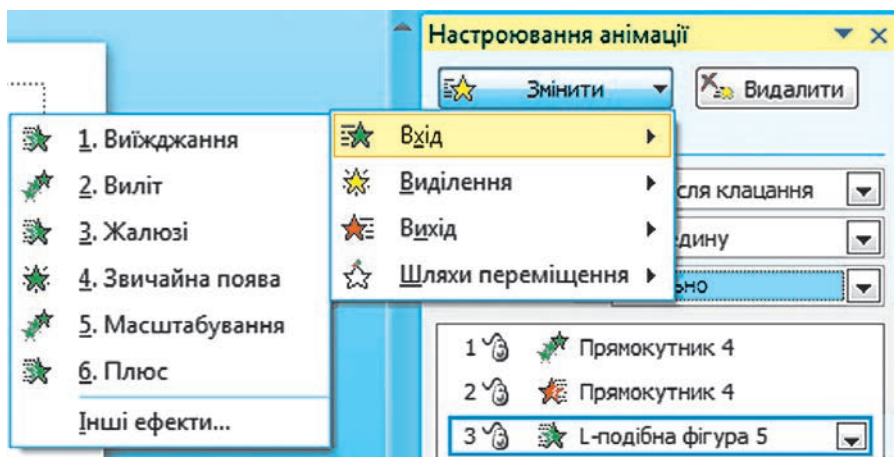 Настроювання анімації
Змінити
Видалити
Вхід
Виділення
Вихід
Шляхи переміщення
1. Виїжджання
2. Виліт
3. Жалюзі
4. Звичайна поява
5. Масштабування
6. Плюс
Інші ефекти...
клацання
1 Прямокутник 4
2 Прямокутник 4
3 L-подібна фігура 5